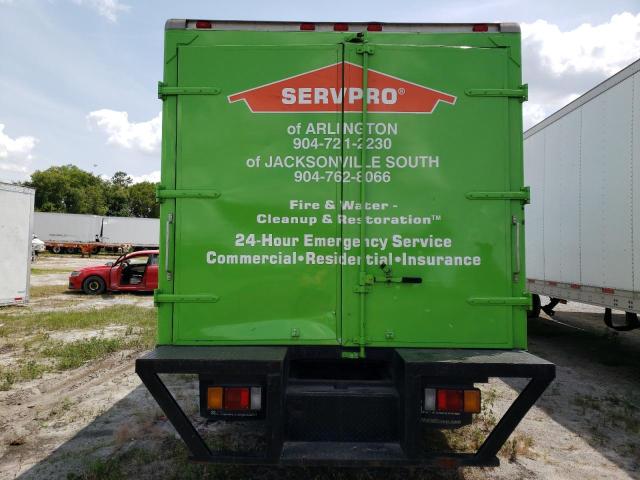 SERVPRO®
of ARLINGTON
904-721-2230
of JACKSONVILLE SOUTH
904-762-8066
Fire & Water -
Cleanup & Restoration™
24-Hour Emergency Service
Commercial•Residential•Insurance